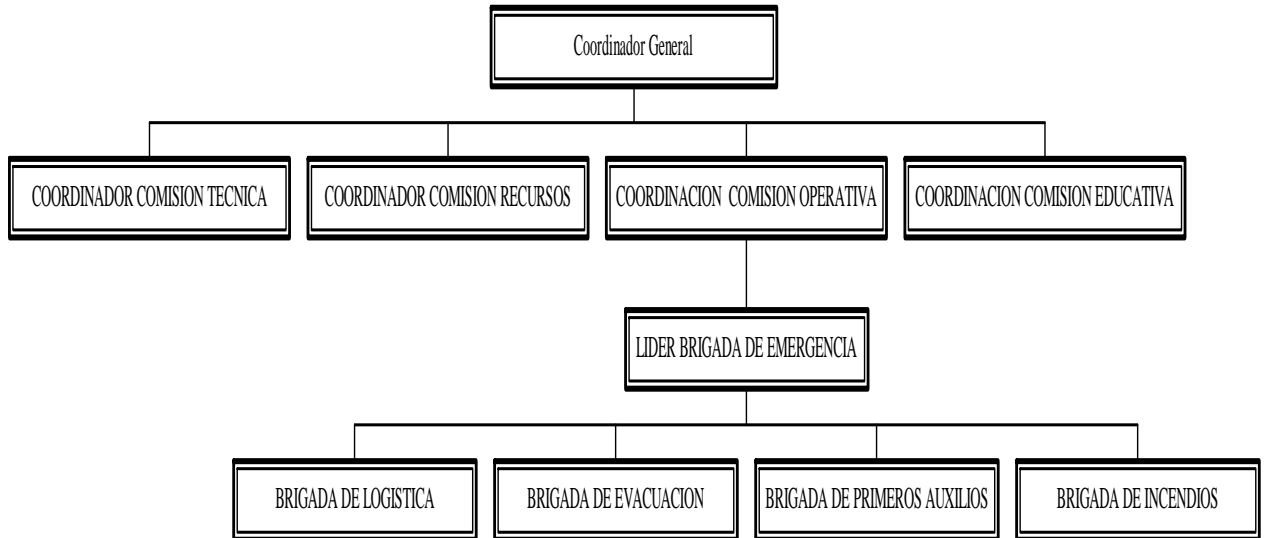 Coordinador General
COORDINADOR COMISION TECNICA
COORDINADOR COMISION RECURSOS
COORDINACION COMISION OPERATIVA
COORDINACION COMISION EDUCATIVA
LIDER BRIGADA DE EMERGENCIA
BRIGADA DE LOGISTICA
BRIGADA DE EVACUACION
BRIGADA DE PRIMEROS AUXILIOS
BRIGADA DE INCENDIOS